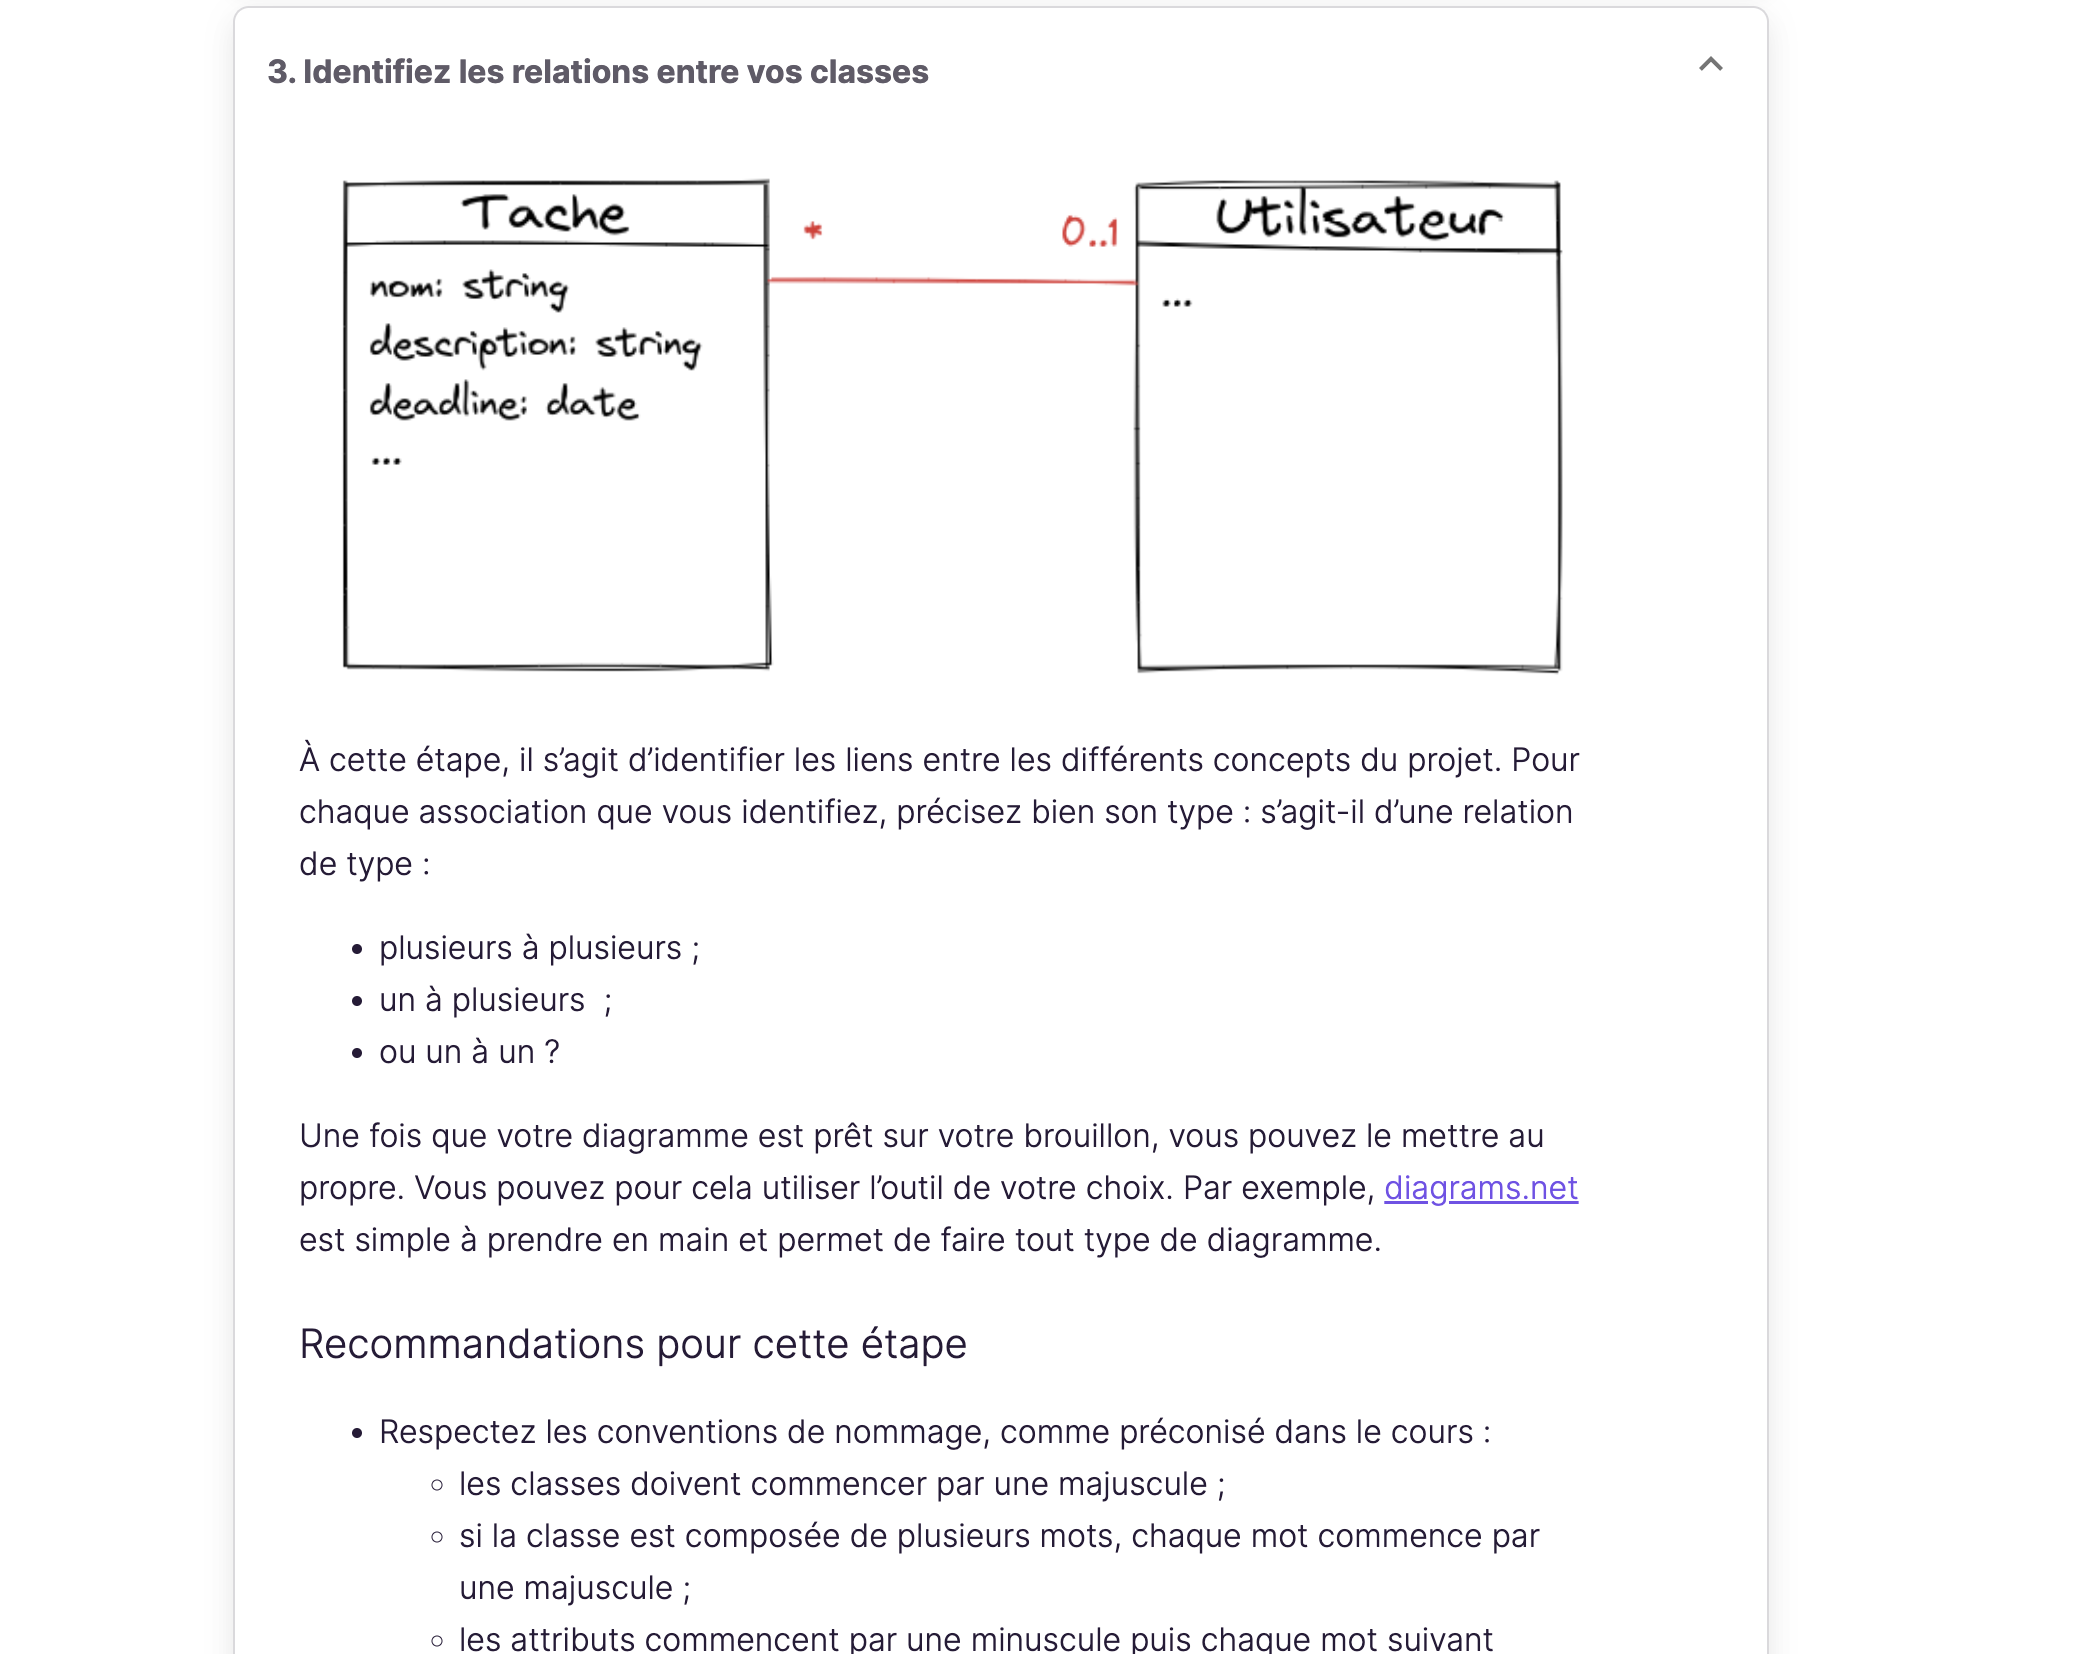 3. Identifiez les relations entre vos classes
Tache
* 0..1
Utilisateur
nom: string
description: string
deadline: date
...
...
À cette étape, il s’agit d’identifier les liens entre les différents concepts du projet. Pour
chaque association que vous identifiez, précisez bien son type : s’agit-il d’une relation
de type :
• plusieurs à plusieurs ;
• un à plusieurs  ;
• ou un à un ?
Une fois que votre diagramme est prêt sur votre brouillon, vous pouvez le mettre au
propre. Vous pouvez pour cela utiliser l’outil de votre choix. Par exemple, diagrams.net
est simple à prendre en main et permet de faire tout type de diagramme.
Recommandations pour cette étape
• Respectez les conventions de nommage, comme préconisé dans le cours :
◦ les classes doivent commencer par une majuscule ;
◦ si la classe est composée de plusieurs mots, chaque mot commence par
une majuscule ;
◦ les attributs commencent par une minuscule puis chaque mot suivant